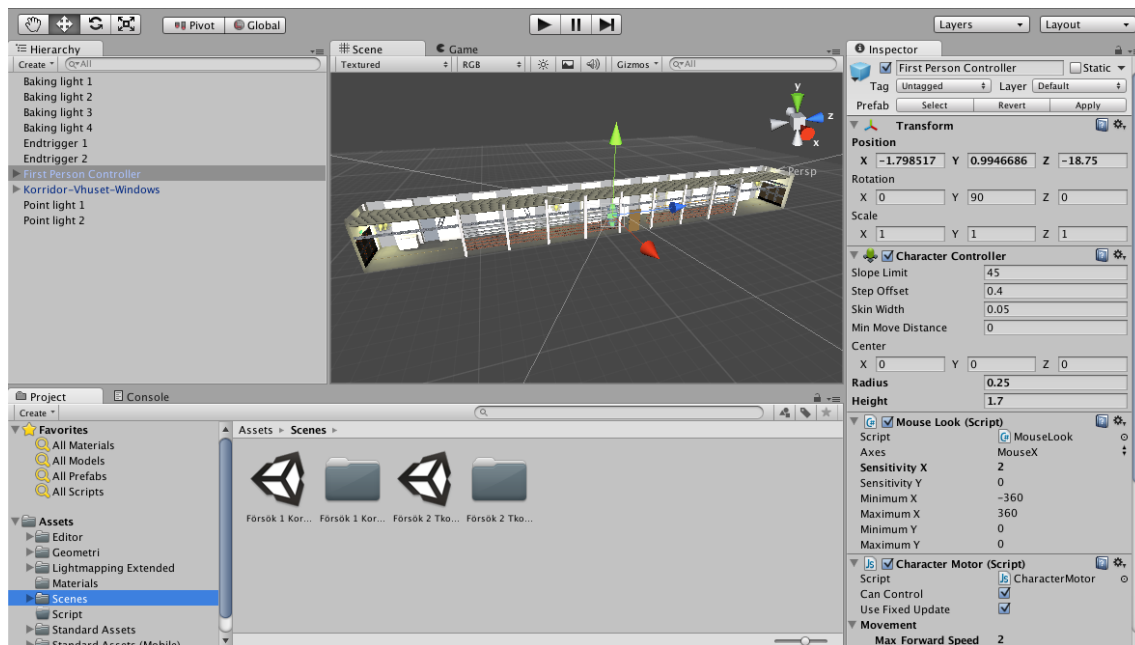 Pivot Global Layers Layout
Hierarchy
Create All
Baking light 1
Baking light 2
Baking light 3
Baking light 4
Endtrigger 1
Endtrigger 2
First Person Controller
Korridor-Vhuset-Windows
Point light 1
Point light 2
Scene Game
Textured RGB Gizmos All
y
z
x
Persp
Project Console
Create
Favorites
All Materials
All Models
All Prefabs
All Scripts
Assets
Editor
Geometri
Lightmapping Extended
Materials
Scenes
Script
Standard Assets
Standard Assets (Mobile)
Assets Scenes
Försök 1 Kor... Försök 1 Kor... Försök 2 Tko... Försök 2 Tko...
Inspector
First Person Controller Static
Tag Untagged Layer Default
Prefab Select Revert Apply
Transform
Position
X -1.798517 Y 0.9946686 Z -18.75
Rotation
X 0 Y 90 Z 0
Scale
X 1 Y 1 Z 1
Character Controller
Slope Limit 45
Step Offset 0.4
Skin Width 0.05
Min Move Distance 0
Center
X 0 Y 0 Z 0
Radius 0.25
Height 1.7
Mouse Look (Script)
Script MouseLook
Axes MouseX
Sensitivity X 2
Sensitivity Y 0
Minimum X -360
Maximum X 360
Minimum Y 0
Maximum Y 0
Character Motor (Script)
Script CharacterMotor
Can Control
Use Fixed Update
Movement
Max Forward Speed 2